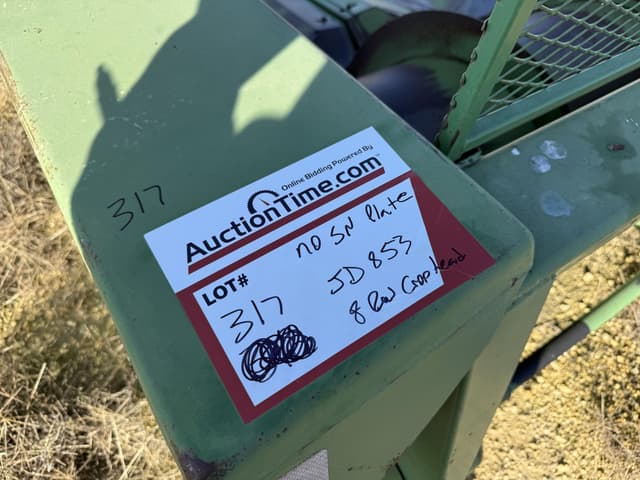 317
Online Bidding Powered By
AuctionTime.com
LOT#
317
no SN Plate
JD 853
8 Row Crop head